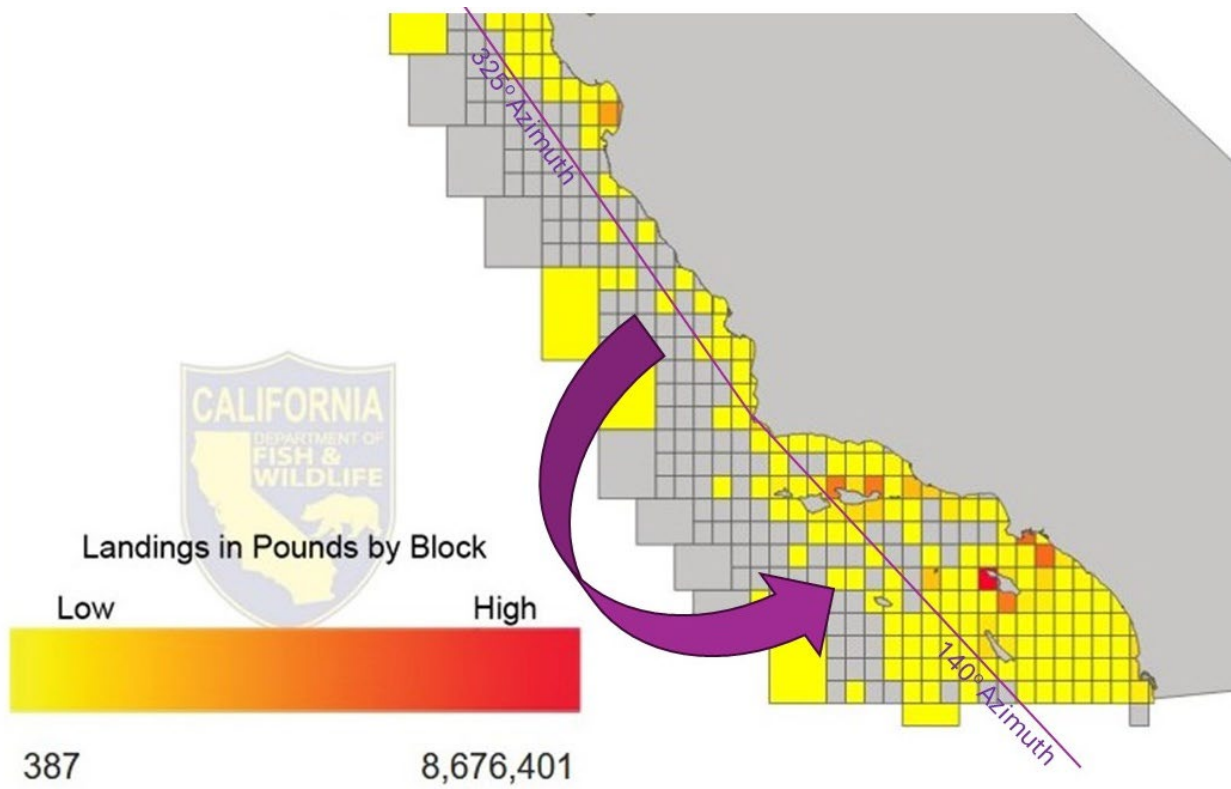 325° Azimuth
CALIFORNIA
DEPARTMENT OF
FISH &
WILDLIFE
Landings in Pounds by Block
Low High
387 8,676,401
140° Azimuth